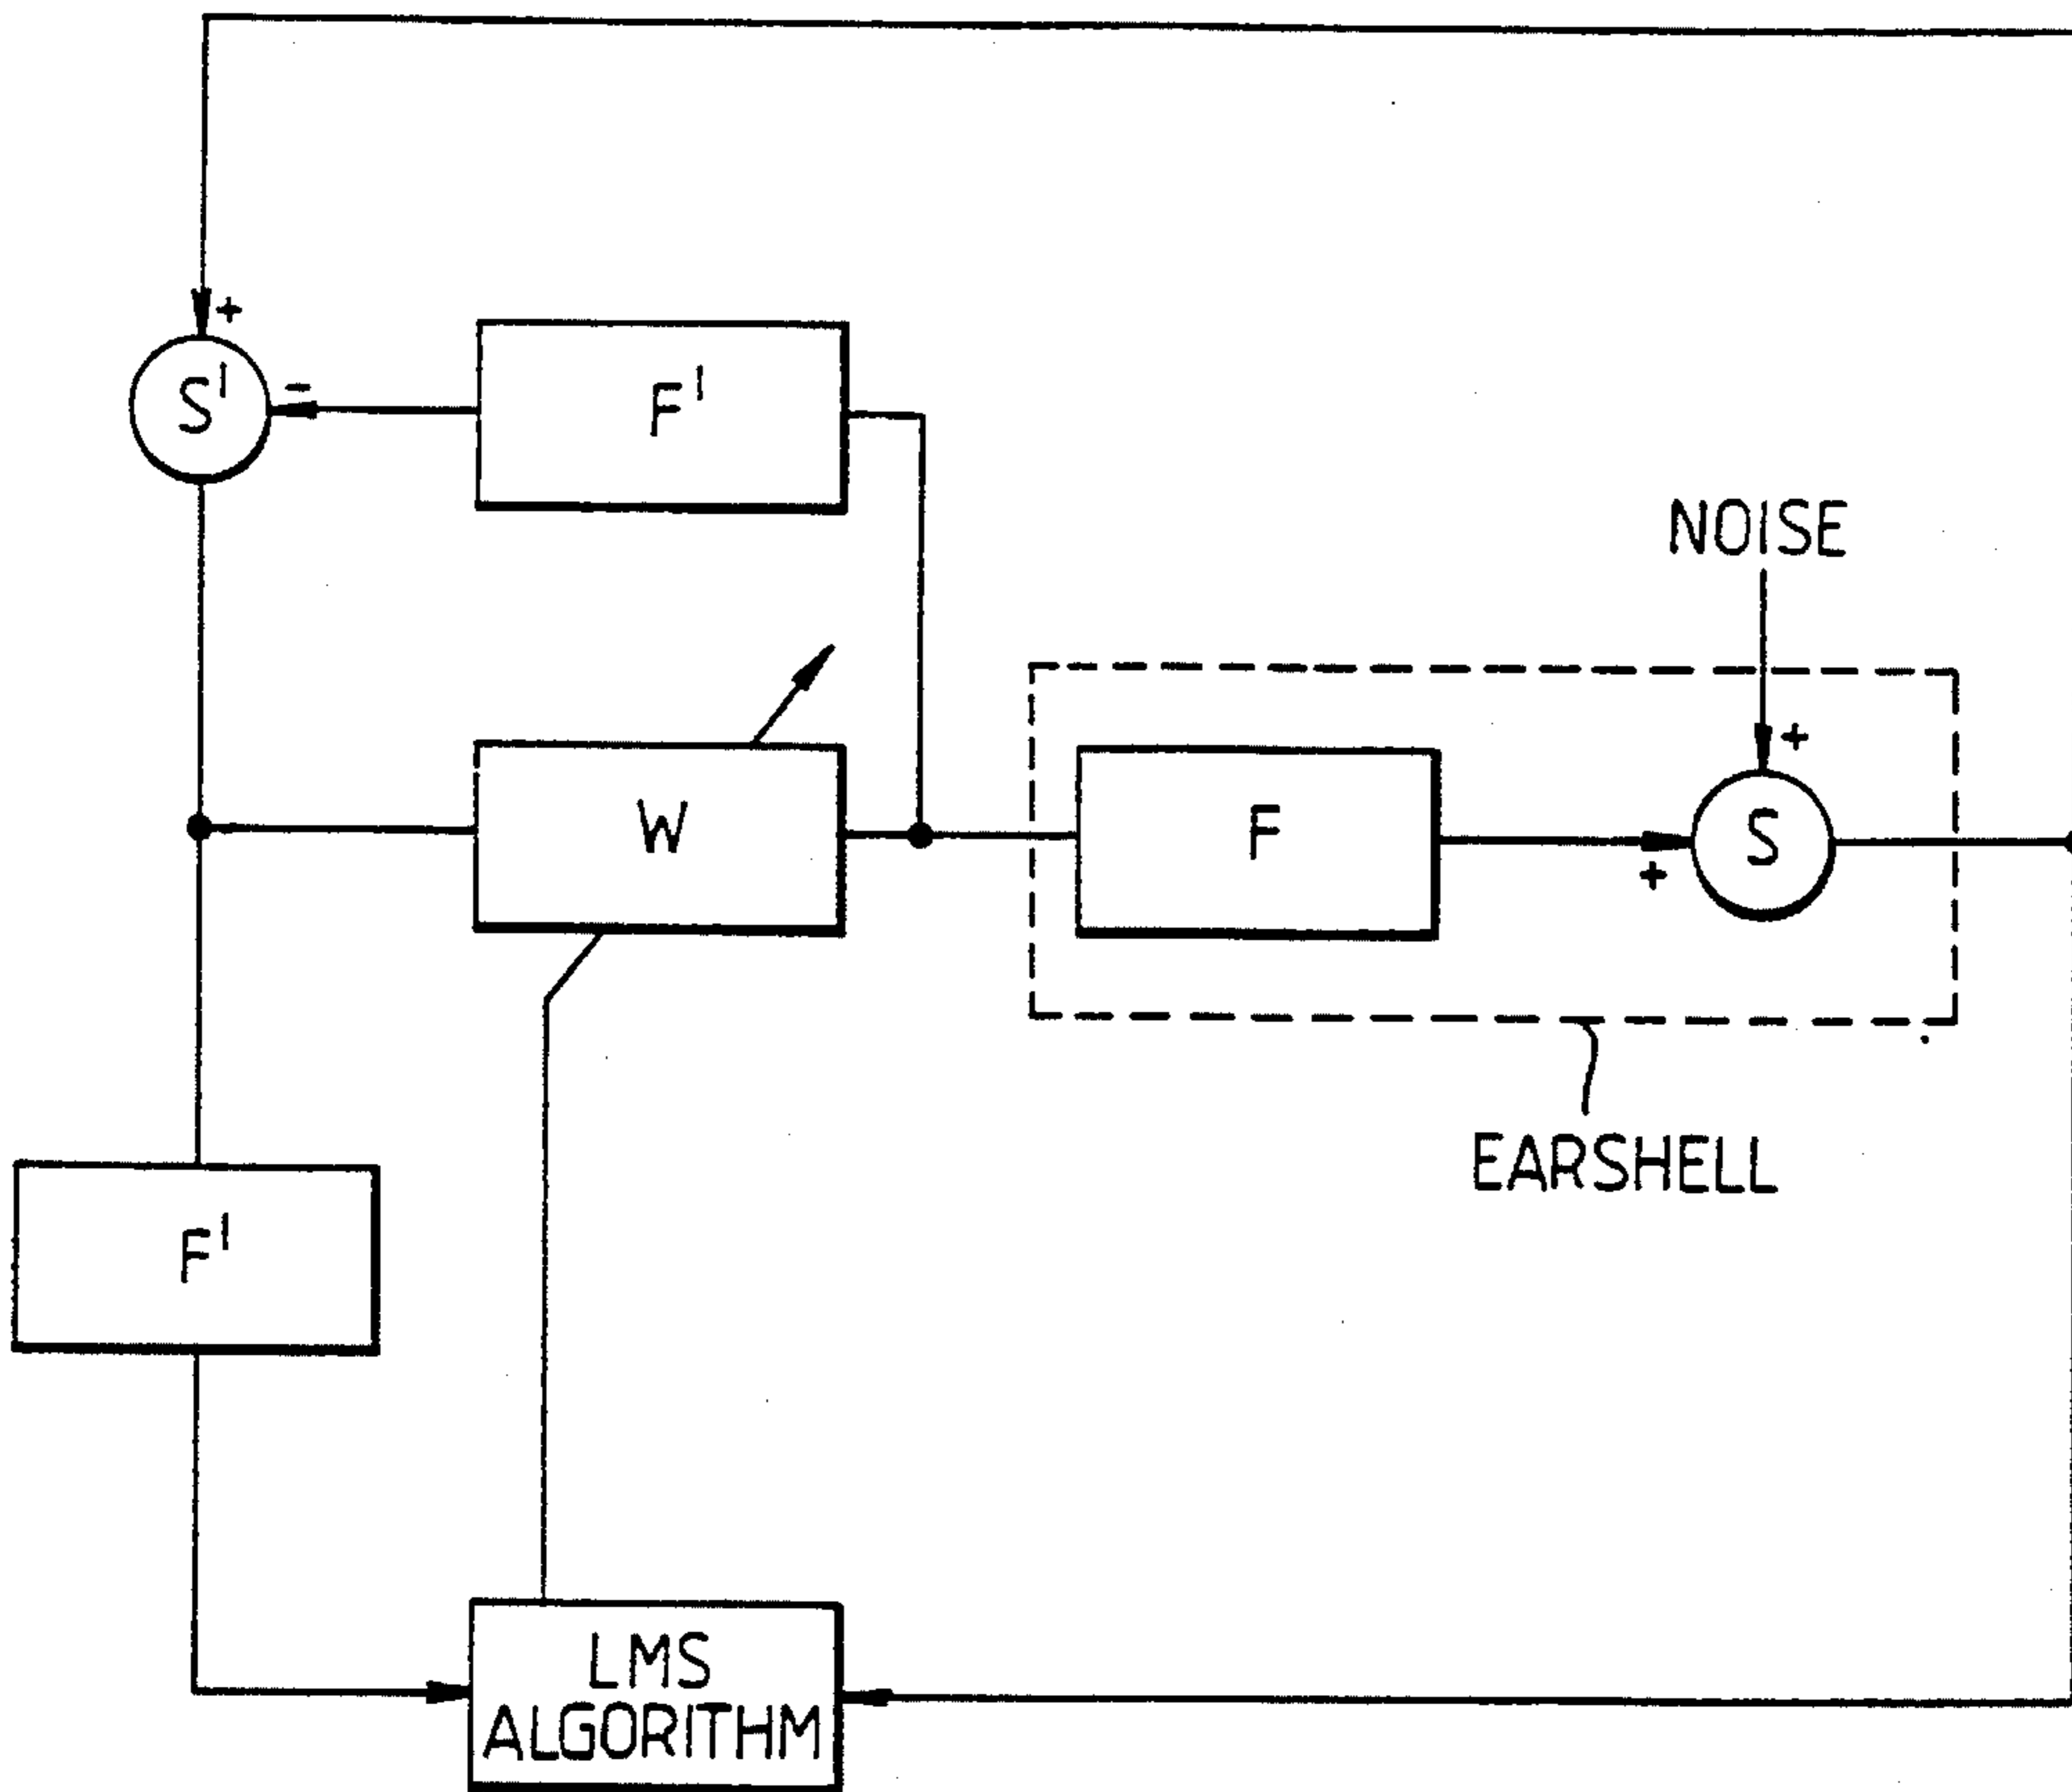 +
S'
-
F'
NOISE
+
W
F
+
S
EARSHELL
F'
LMS
ALGORITHM